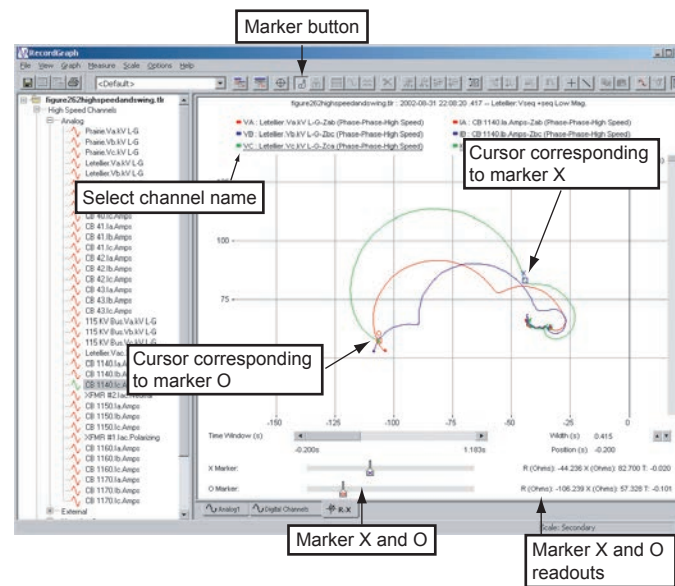 Marker button
RecordGraph
File View Graph Measure Scale Options Help
<Default>
figure262highspeedandswing.tlr
High Speed Channels
Analog
Prairie.Va.kV L-G
Prairie.Vb.kV L-G
Prairie.Vc.kV L-G
Letellier.Va.kV L-G
figure262highspeedandswing.tlr : 2002-08-31 22:08:20 .417 -- Letellier:Vseq +seq Low Mag.
VA : Letellier.Va.kV L-G-Zab (Phase-Phase-High Speed)
IA : CB 1140.Ia.Amps-Zab (Phase-Phase-High Speed)
VB : Letellier.Vb.kV L-G-Zbc (Phase-Phase-High Speed)
IB : CB 1140.Ib.Amps-Zbc (Phase-Phase-High Speed)
VC : Letellier.Vc.kV L-G-Zca (Phase-Phase-High Speed)
Select channel name
Cursor corresponding
to marker X
CB 40.Ic.Amps
CB 41.Ia.Amps
CB 41.Ib.Amps
CB 41.Ic.Amps
CB 42.Ia.Amps
CB 42.Ib.Amps
CB 42.Ic.Amps
CB 43.Ia.Amps
CB 43.Ib.Amps
CB 43.Ic.Amps
115 KV Bus.Va.kV L-G
115 KV Bus.Vb.kV L-G
115 KV Bus.Vc.kV L-G
Letellier.Vac.
CB 1140.Ia.A
CB 1140.Ib.A
CB 1140.Ic.Amps
XFMR #2.Iac.Neutral
CB 1150.Ia.Amps
CB 1150.Ib.Amps
CB 1150.Ic.Amps
XFMR #1.Iac.Polarizing
CB 1160.Ia.Amps
CB 1160.Ib.Amps
CB 1160.Ic.Amps
CB 1170.Ia.Amps
CB 1170.Ib.Amps
CB 1170.Ic.Amps
External
100
75
Cursor corresponding
to marker O
-150 -125 -100 -75 -50 -25 0
Time Window (s)
-0.200s
1.183s
Width (s) 0.415
Position (s) -0.200
X Marker:
R (Ohms): -44.236 X (Ohms): 82.700 T: -0.020
O Marker:
R (Ohms): -106.239 X (Ohms): 57.328 T: -0.101
Analog1 Digital Channels R-X
Scale: Secondary
Marker X and O
Marker X and O
readouts